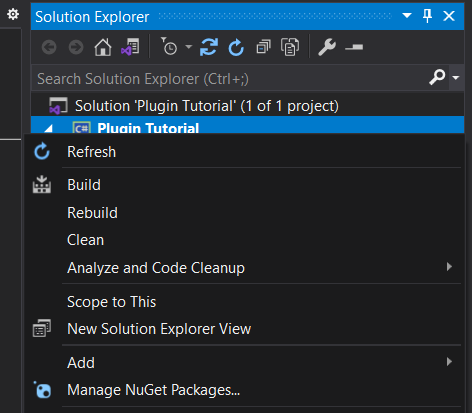 Solution Explorer
Search Solution Explorer (Ctrl+;)
Solution 'Plugin Tutorial' (1 of 1 project)
C# Plugin Tutorial
Refresh
Build
Rebuild
Clean
Analyze and Code Cleanup
Scope to This
New Solution Explorer View
Add
Manage NuGet Packages...